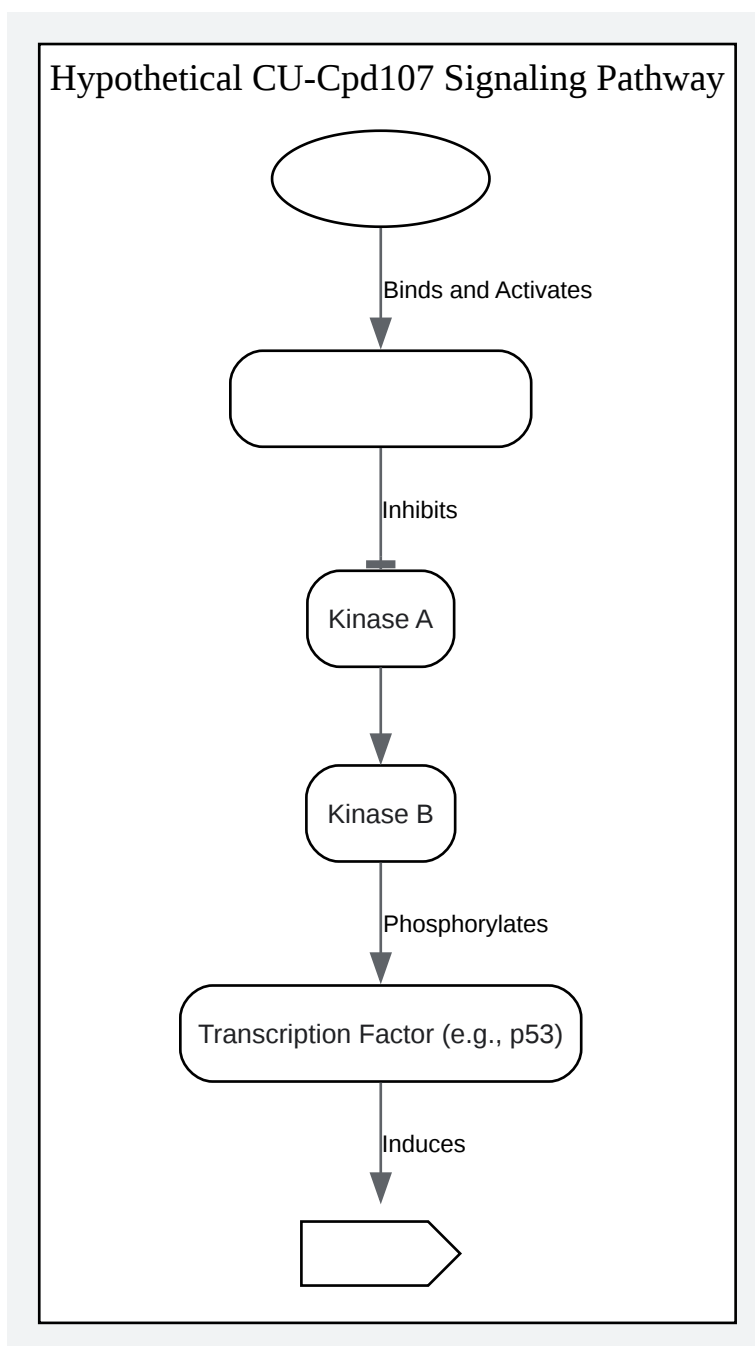 Hypothetical CU-Cpd107 Signaling Pathway
Binds and Activates
Inhibits
Kinase A
Kinase B
Phosphorylates
Transcription Factor (e.g., p53)
Induces